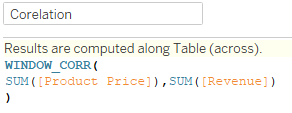 Corelation
Results are computed along Table (across).
WINDOW_CORR(
SUM([Product Price]),SUM([Revenue])
)